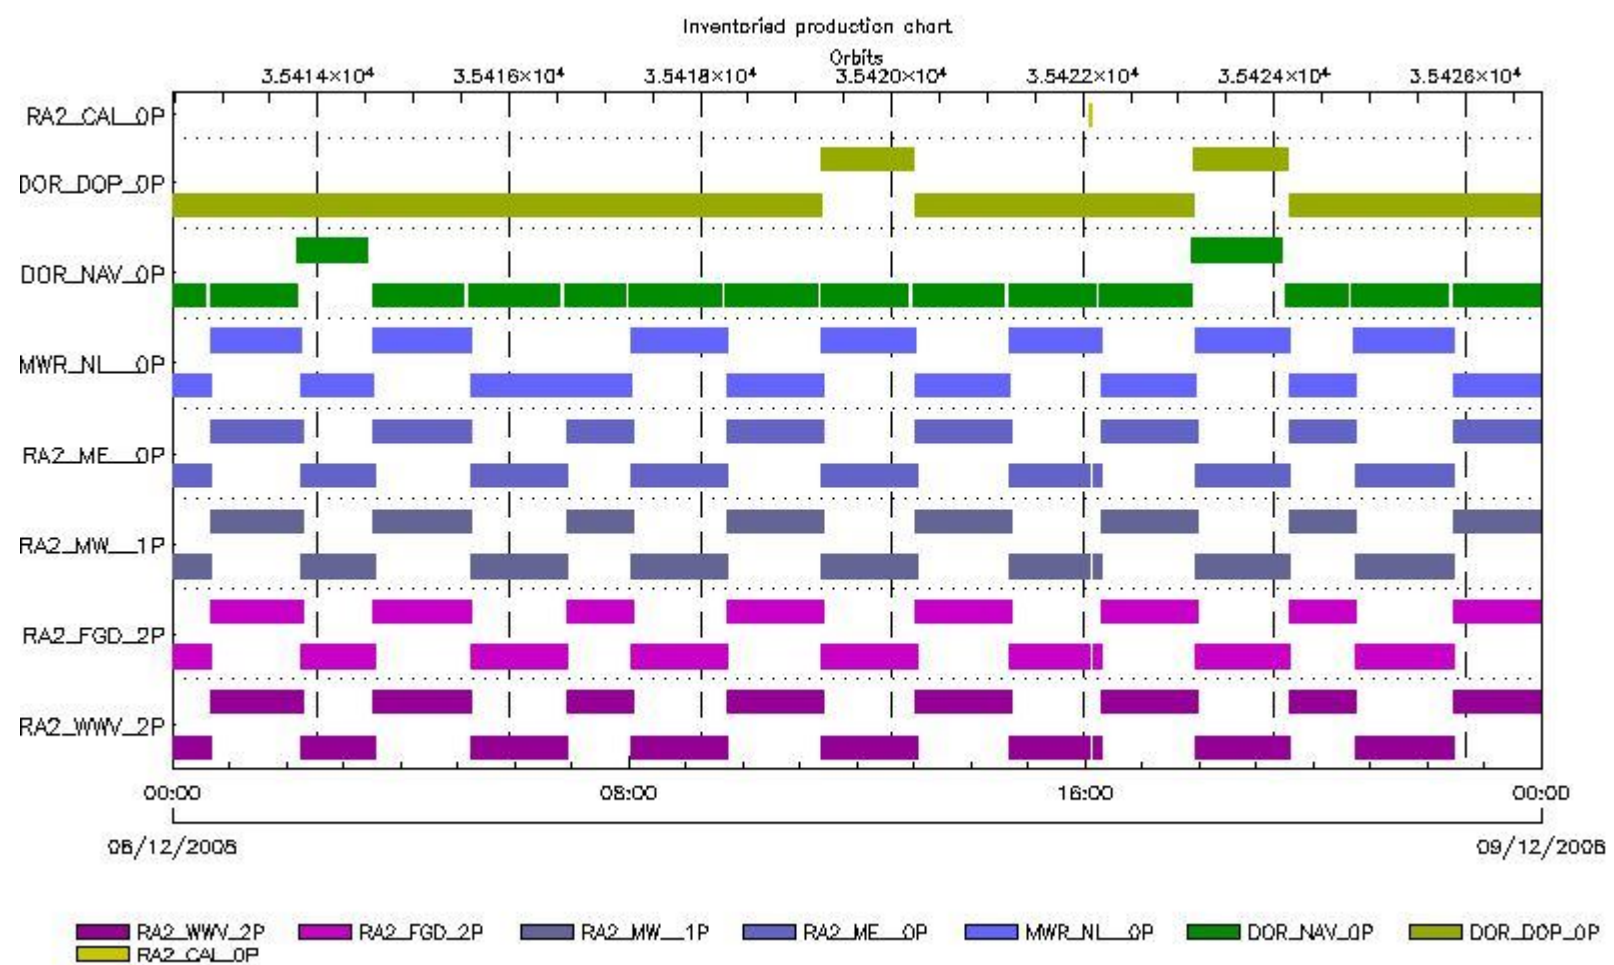 Inventoried production chart
Orbits
3.5414×10⁴ 3.5416×10⁴ 3.5418×10⁴ 3.5420×10⁴ 3.5422×10⁴ 3.5424×10⁴ 3.5426×10⁴
RA2_CAL_0P
DOR_DOP_0P
DOR_NAV_0P
MWR_NL__0P
RA2_ME__0P
RA2_MW__1P
RA2_FGD_2P
RA2_WWV_2P
00:00 08:00 16:00 00:00
08/12/2008 09/12/2008
RA2_WWV_2P RA2_FGD_2P RA2_MW__1P RA2_ME__0P MWR_NL__0P DOR_NAV_0P DOR_DOP_0P
RA2_CAL_0P